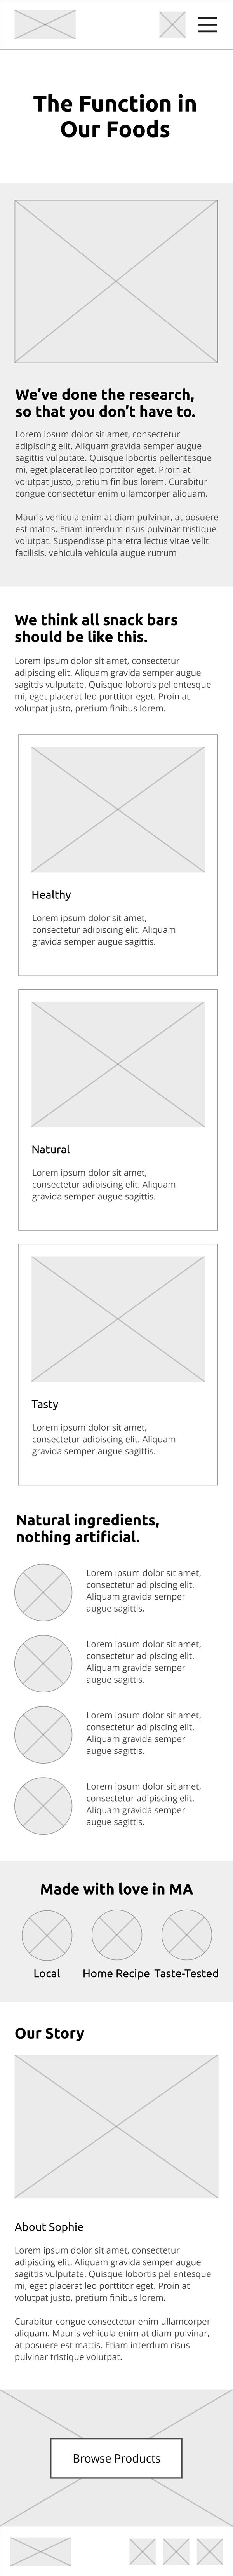 The Function in
Our Foods
We've done the research,
so that you don't have to.
Lorem ipsum dolor sit amet, consectetur
adipiscing elit. Aliquam gravida semper augue
sagittis vulputate. Quisque lobortis pellentesque
mi, eget placerat leo porttitor eget. Proin at
volutpat justo, pretium finibus lorem. Curabitur
congue consectetur enim ullamcorper aliquam.
Mauris vehicula enim at diam pulvinar, at posuere
est mattis. Etiam interdum risus pulvinar tristique
volutpat. Suspendisse pharetra lectus vitae velit
facilisis, vehicula vehicula augue rutrum
We think all snack bars
should be like this.
Lorem ipsum dolor sit amet, consectetur
adipiscing elit. Aliquam gravida semper augue
sagittis vulputate. Quisque lobortis pellentesque
mi, eget placerat leo porttitor eget. Proin at
volutpat justo, pretium finibus lorem.
Healthy
Lorem ipsum dolor sit amet,
consectetur adipiscing elit. Aliquam
gravida semper augue sagittis.
Natural
Lorem ipsum dolor sit amet,
consectetur adipiscing elit. Aliquam
gravida semper augue sagittis.
Tasty
Lorem ipsum dolor sit amet,
consectetur adipiscing elit. Aliquam
gravida semper augue sagittis.
Natural ingredients,
nothing artificial.
Lorem ipsum dolor sit amet,
consectetur adipiscing elit.
Aliquam gravida semper
augue sagittis.
Lorem ipsum dolor sit amet,
consectetur adipiscing elit.
Aliquam gravida semper
augue sagittis.
Lorem ipsum dolor sit amet,
consectetur adipiscing elit.
Aliquam gravida semper
augue sagittis.
Lorem ipsum dolor sit amet,
consectetur adipiscing elit.
Aliquam gravida semper
augue sagittis.
Made with love in MA
Local Home Recipe Taste-Tested
Our Story
About Sophie
Lorem ipsum dolor sit amet, consectetur
adipiscing elit. Aliquam gravida semper augue
sagittis vulputate. Quisque lobortis pellentesque
mi, eget placerat leo porttitor eget. Proin at
volutpat justo, pretium finibus lorem.
Curabitur congue consectetur enim ullamcorper
aliquam. Mauris vehicula enim at diam pulvinar,
at posuere est mattis. Etiam interdum risus
pulvinar tristique volutpat.
Browse Products